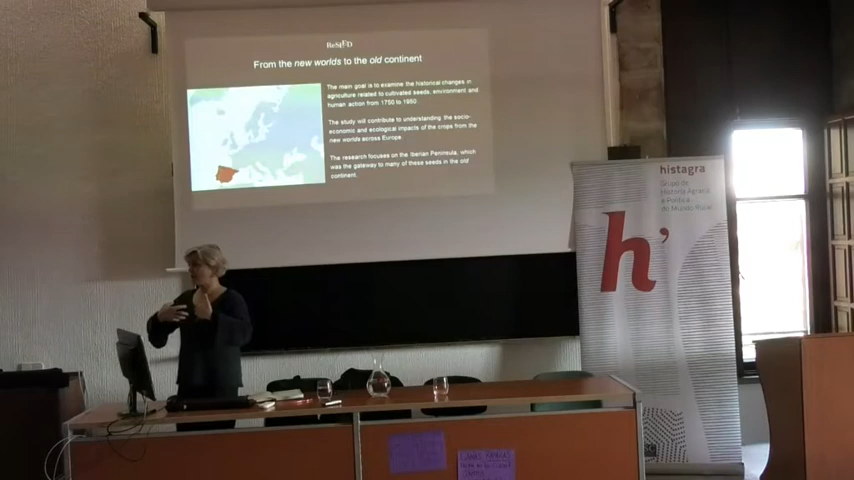 ReSEED
From the new worlds to the old continent
The main goal is to examine the historical changes in
agriculture related to cultivated seeds, environment and
human action from 1750 to 1950
The study will contribute to understanding the socio-
economic and ecological impacts of the crops from the
new worlds across Europe.
The research focuses on the Iberian Peninsula, which
was the gateway to many of these seeds in the old
continent.
histagra
Grupo de
Historia Agraria
e Política
do Mundo Rural
h'